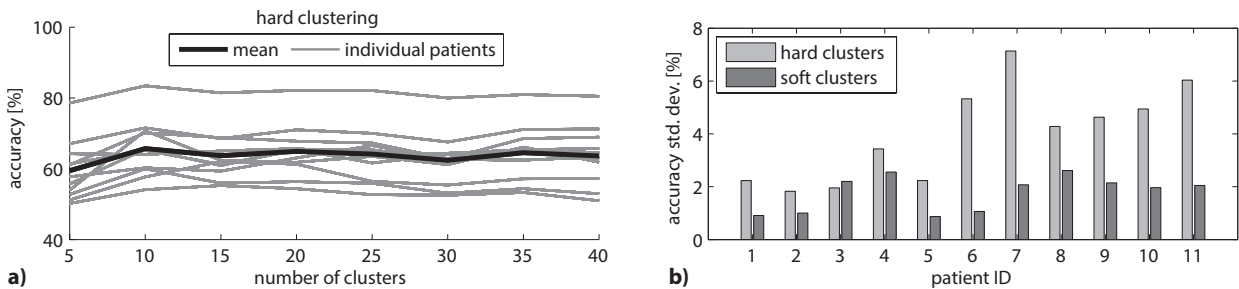 hard clustering
mean
individual patients
accuracy [%]
100
80
60
40
5 10 15 20 25 30 35 40
number of clusters
a)
hard clusters
soft clusters
accuracy std. dev. [%]
8
6
4
2
0
1 2 3 4 5 6 7 8 9 10 11
patient ID
b)